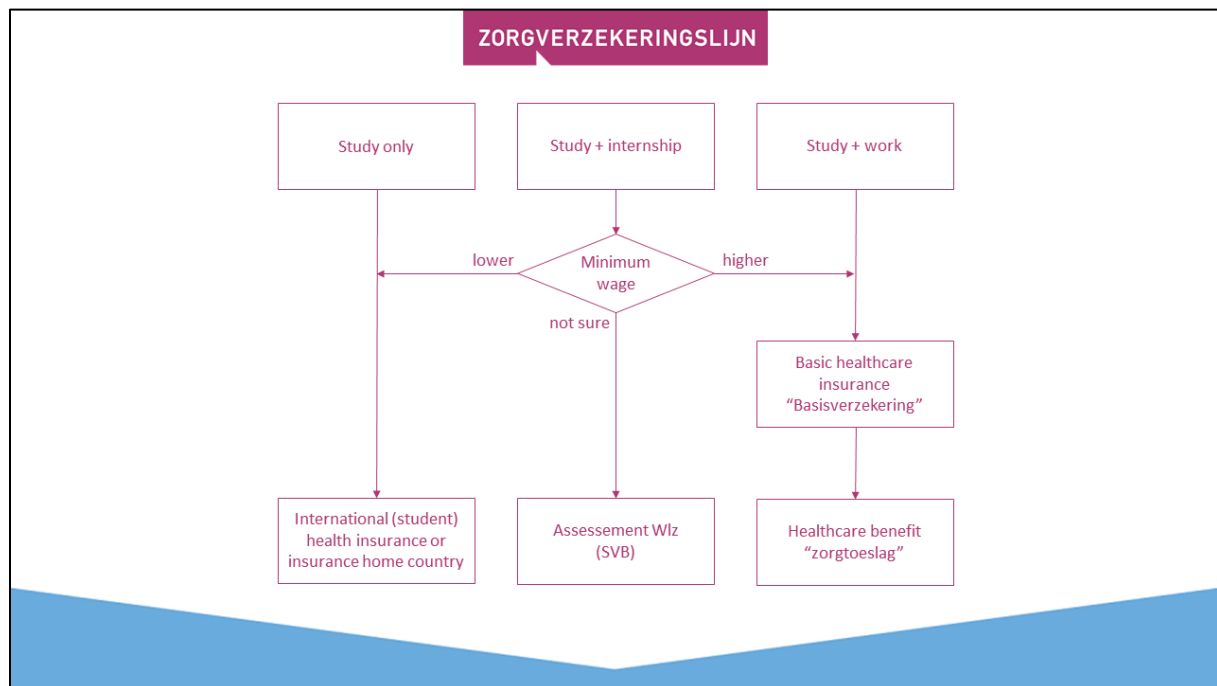 ZORGVERZEKERINGSLIJN
Study only
Study + internship
Study + work
lower
Minimum
wage
higher
not sure
Basic healthcare
insurance
“Basisverzekering”
International (student)
health insurance or
insurance home country
Assessement Wlz
(SVB)
Healthcare benefit
“zorgtoeslag”